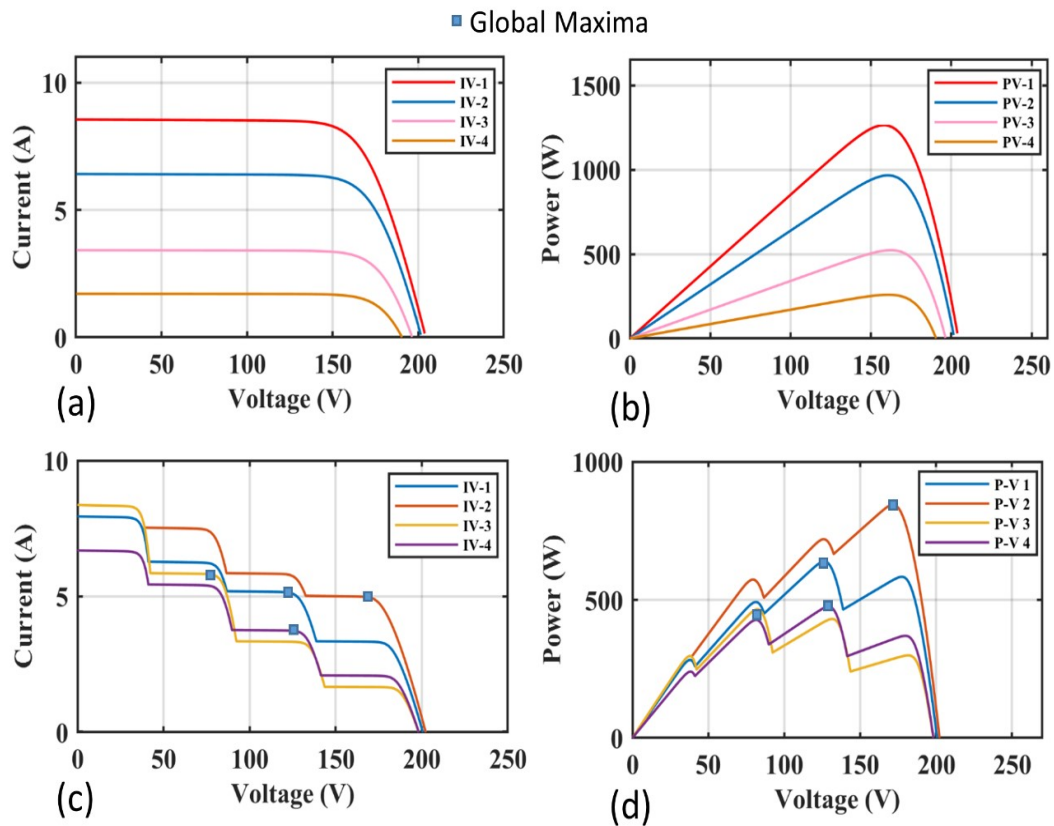 Global Maxima
10
5
0
0
50
100
150
200
250
Current (A)
Voltage (V)
IV-1
IV-2
IV-3
IV-4
(a)
1500
1000
500
0
0
50
100
150
200
250
Power (W)
Voltage (V)
PV-1
PV-2
PV-3
PV-4
(b)
10
5
0
0
50
100
150
200
250
Current (A)
Voltage (V)
IV-1
IV-2
IV-3
IV-4
(c)
1000
500
0
0
50
100
150
200
250
Power (W)
Voltage (V)
P-V 1
P-V 2
P-V 3
P-V 4
(d)